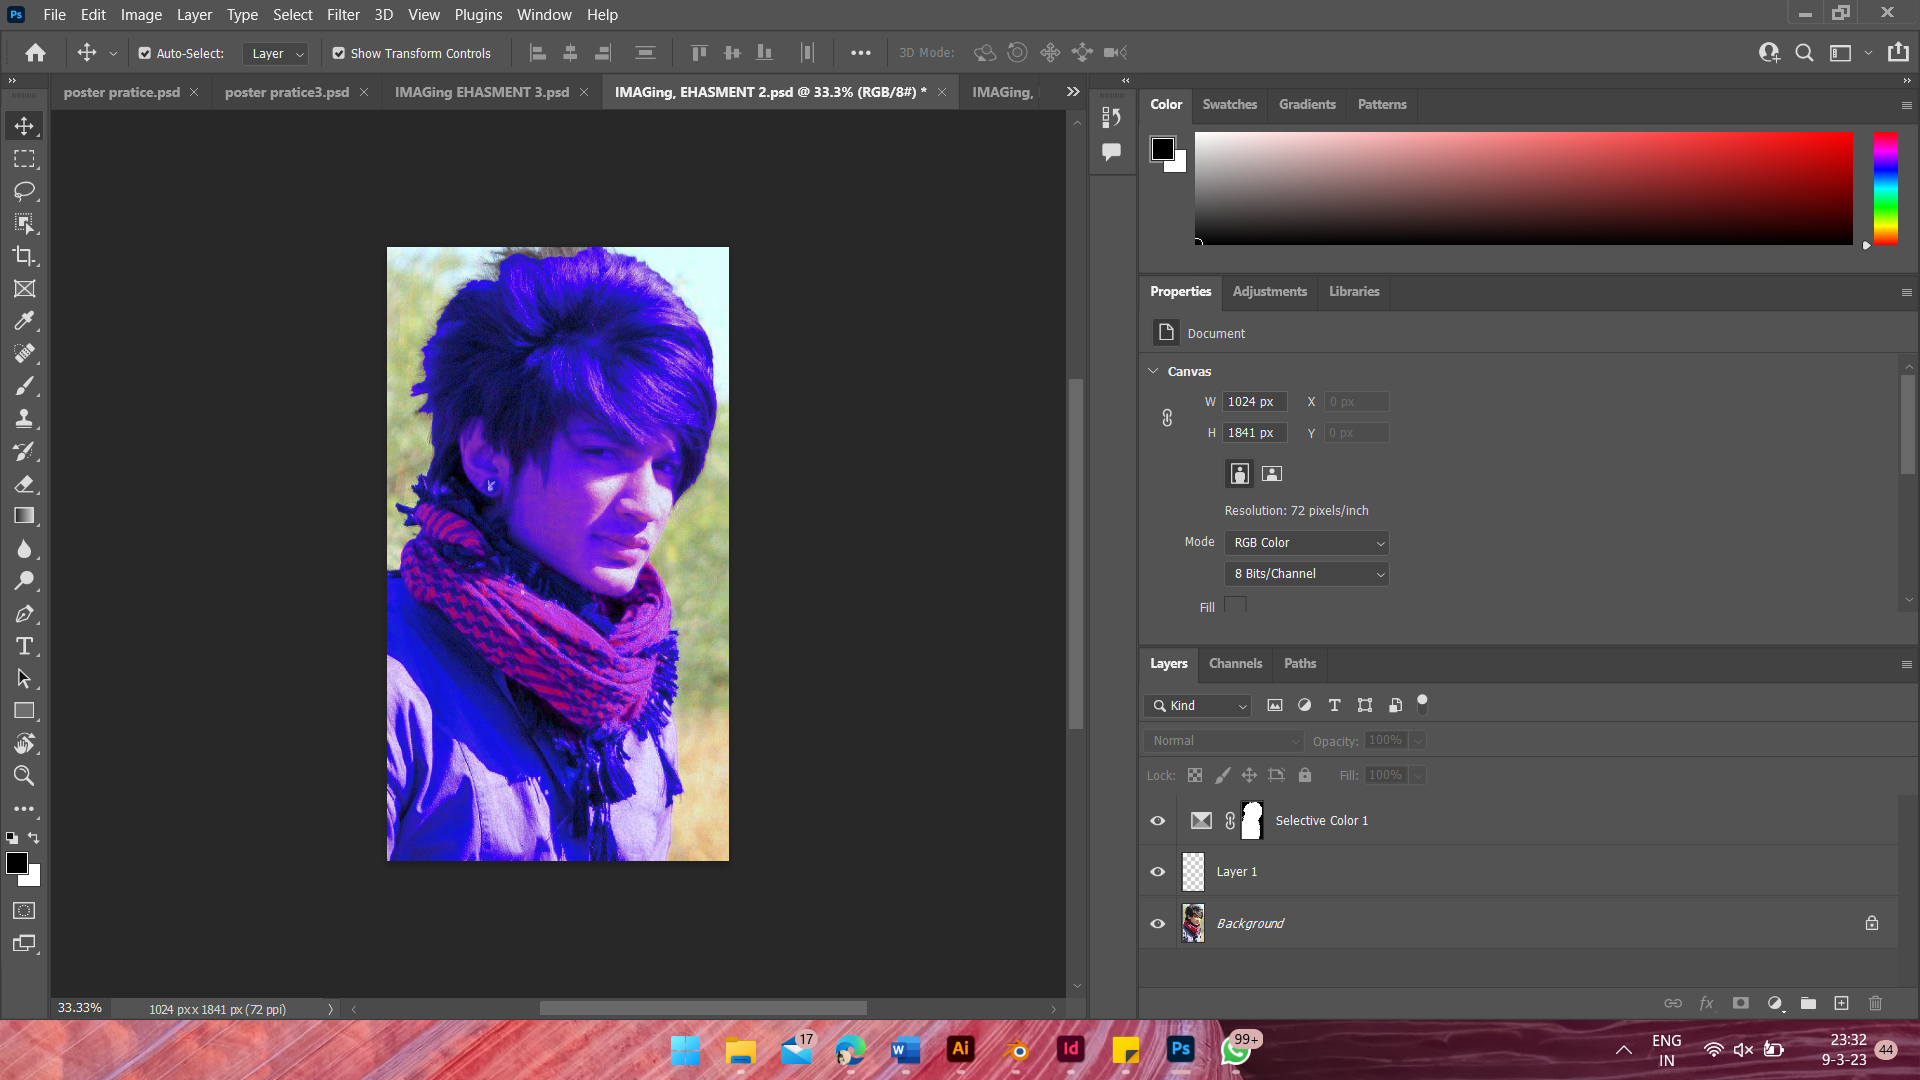 Ps File Edit Image Layer Type Select Filter 3D View Plugins Window Help
Auto-Select: Layer Show Transform Controls 3D Mode:
poster pratice.psd poster pratice3.psd IMAGing EHASMENT 3.psd IMAGing, EHASMENT 2.psd @ 33.3% (RGB/8#) * IMAGing,
Color Swatches Gradients Patterns
Properties Adjustments Libraries
Document
Canvas
W 1024 px X 0 px
H 1841 px Y 0 px
Resolution: 72 pixels/inch
Mode RGB Color
8 Bits/Channel
Fill
Layers Channels Paths
Kind
Normal Opacity: 100%
Lock: Fill: 100%
Selective Color 1
Layer 1
Background
33.33% 1024 px x 1841 px (72 ppi)
fx
17 99+
W Ai Id Ps
ENG 23:32
IN 9-3-23 44